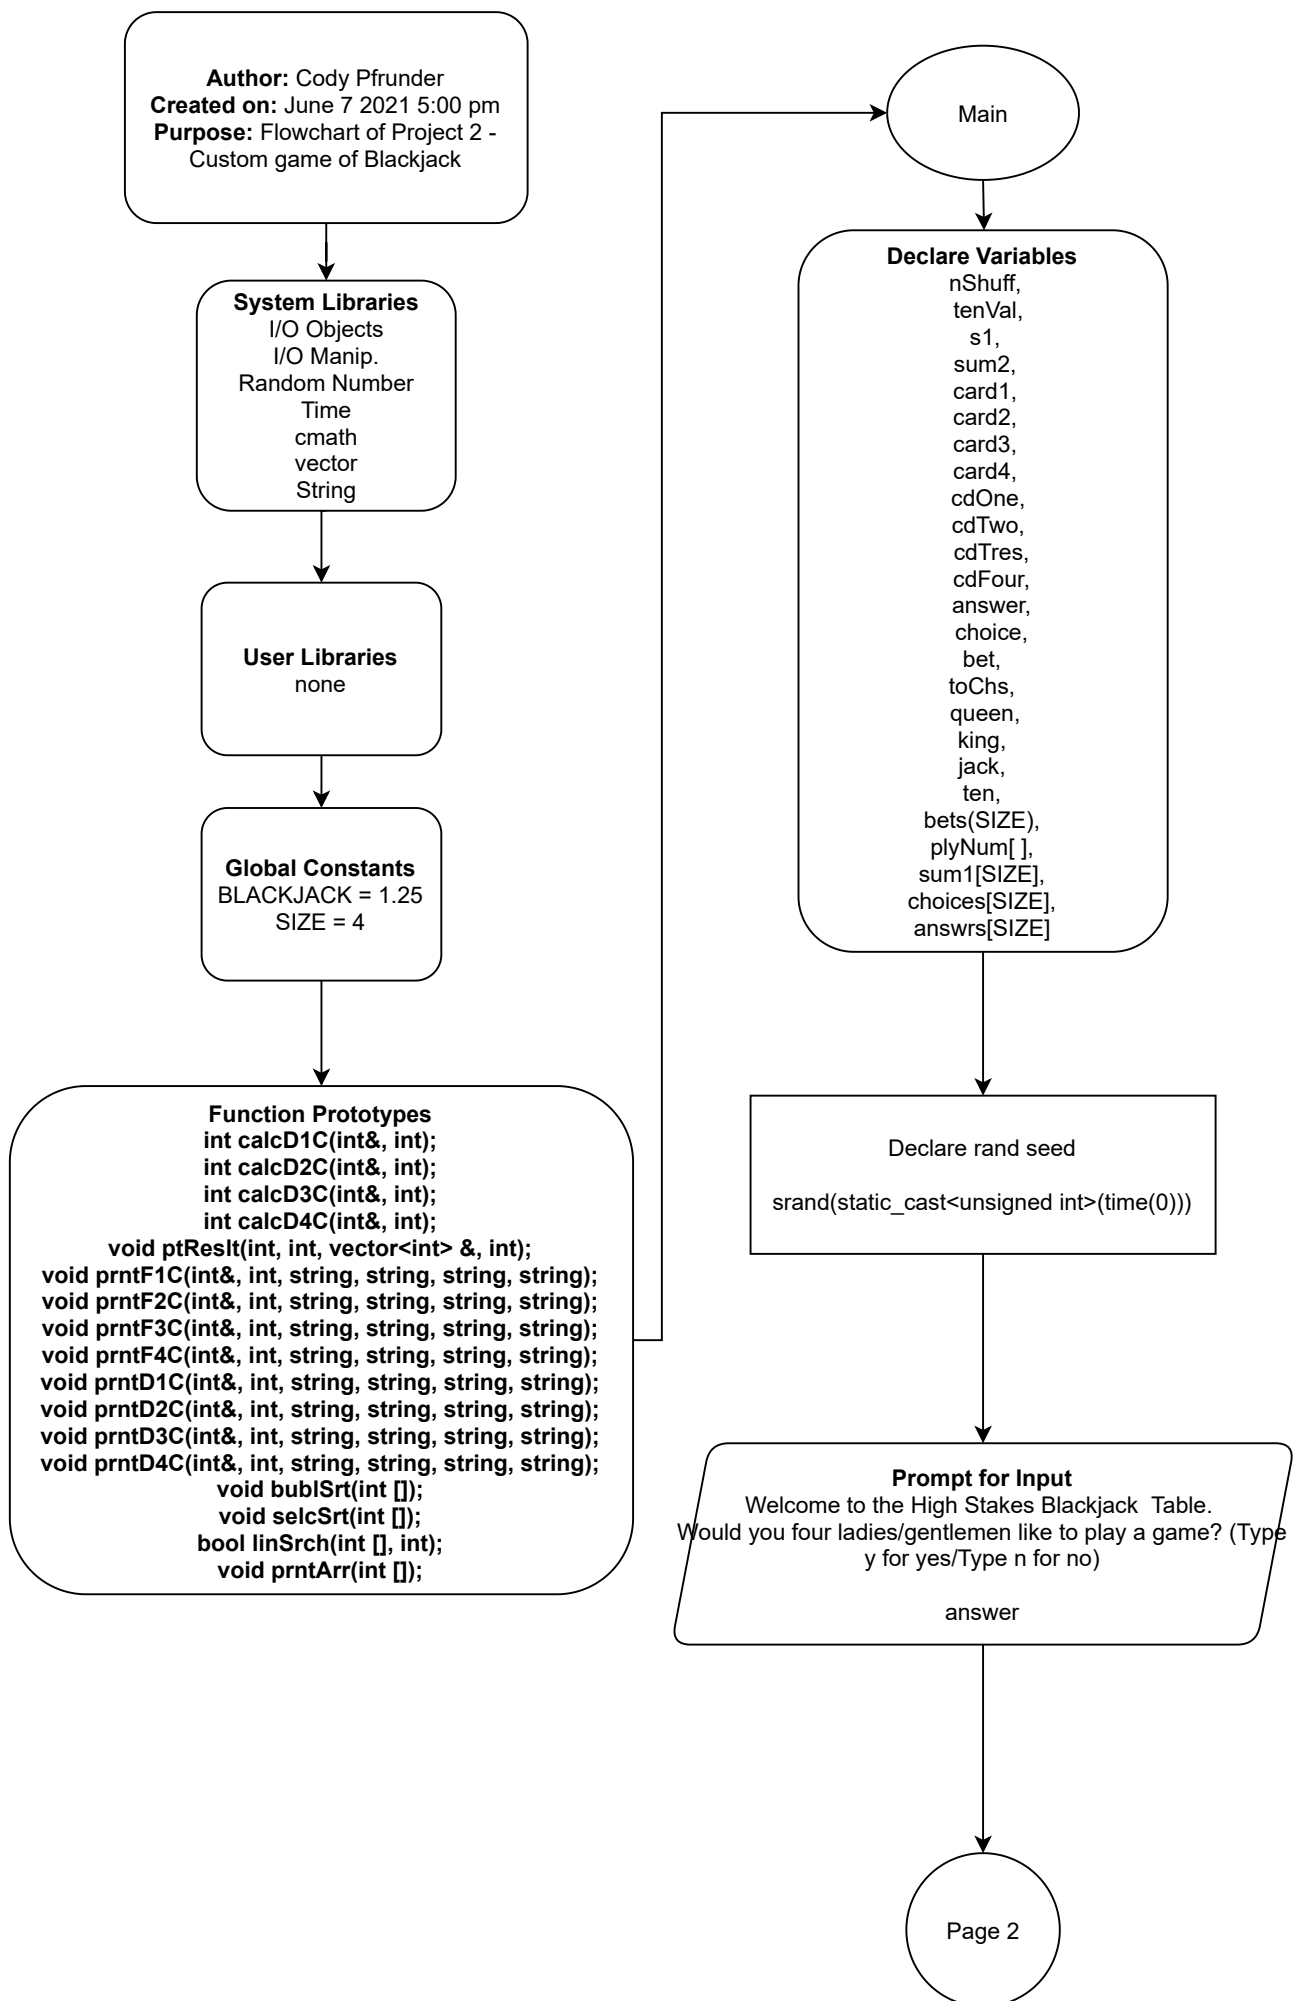 Author: Cody Pfrunder
Created on: June 7 2021 5:00 pm
Purpose: Flowchart of Project 2 -
Custom game of Blackjack
System Libraries
I/O Objects
I/O Manip.
Random Number
Time
cmath
vector
String
User Libraries
none
Global Constants
BLACKJACK = 1.25
SIZE = 4
Function Prototypes
int calcD1C(int&, int);
int calcD2C(int&, int);
int calcD3C(int&, int);
int calcD4C(int&, int);
void ptReslt(int, int, vector<int> &, int);
void prntF1C(int&, int, string, string, string, string);
void prntF2C(int&, int, string, string, string, string);
void prntF3C(int&, int, string, string, string, string);
void prntF4C(int&, int, string, string, string, string);
void prntD1C(int&, int, string, string, string, string);
void prntD2C(int&, int, string, string, string, string);
void prntD3C(int&, int, string, string, string, string);
void prntD4C(int&, int, string, string, string, string);
void bublSrt(int []);
void selcSrt(int []);
bool linSrch(int [], int);
void prntArr(int []);
Main
Declare Variables
nShuff,
tenVal,
s1,
sum2,
card1,
card2,
card3,
card4,
cdOne,
cdTwo,
cdTres,
cdFour,
answer,
choice,
bet,
toChs,
queen,
king,
jack,
ten,
bets(SIZE),
plyNum[ ],
sum1[SIZE],
choices[SIZE],
answrs[SIZE]
Declare rand seed
srand(static_cast<unsigned int>(time(0)))
Prompt for Input
Welcome to the High Stakes Blackjack  Table.
Would you four ladies/gentlemen like to play a game? (Type
y for yes/Type n for no)
answer
Page 2